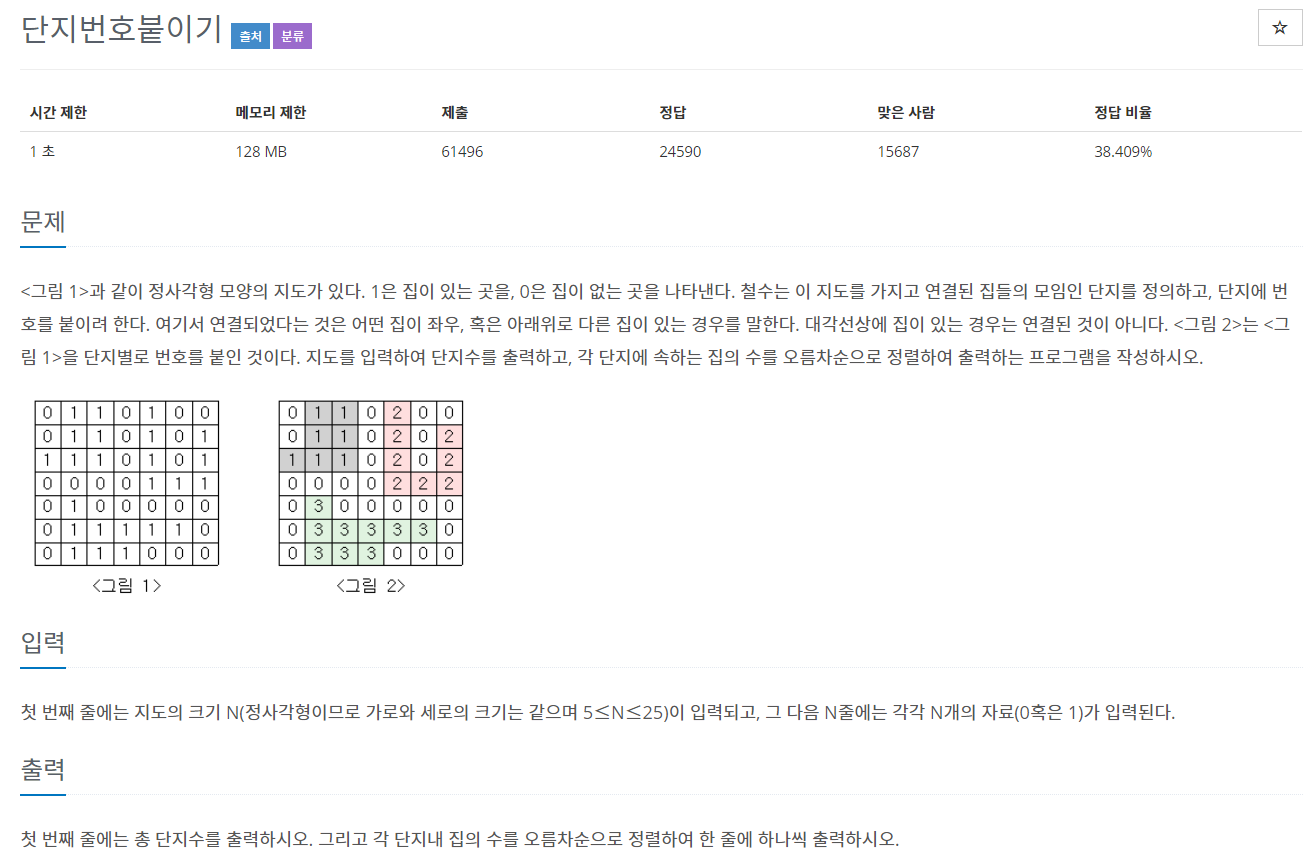 단지번호붙이기 출처 분류
☆
시간 제한 메모리 제한 제출 정답 맞은 사람 정답 비율
1 초 128 MB 61496 24590 15687 38.409%
문제
<그림 1>과 같이 정사각형 모양의 지도가 있다. 1은 집이 있는 곳을, 0은 집이 없는 곳을 나타낸다. 철수는 이 지도를 가지고 연결된 집들의 모임인 단지를 정의하고, 단지에 번
호를 붙이려 한다. 여기서 연결되었다는 것은 어떤 집이 좌우, 혹은 아래위로 다른 집이 있는 경우를 말한다. 대각선상에 집이 있는 경우는 연결된 것이 아니다. <그림 2>는 <그
림 1>을 단지별로 번호를 붙인 것이다. 지도를 입력하여 단지수를 출력하고, 각 단지에 속하는 집의 수를 오름차순으로 정렬하여 출력하는 프로그램을 작성하시오.
0 1 1 0 1 0 0
0 1 1 0 1 0 1
1 1 1 0 1 0 1
0 0 0 0 1 1 1
0 1 0 0 0 0 0
0 1 1 1 1 1 0
0 1 1 1 0 0 0
<그림 1>
0 1 1 0 2 0 0
0 1 1 0 2 0 2
1 1 1 0 2 0 2
0 0 0 0 2 2 2
0 3 0 0 0 0 0
0 3 3 3 3 3 0
0 3 3 3 0 0 0
<그림 2>
입력
첫 번째 줄에는 지도의 크기 N(정사각형이므로 가로와 세로의 크기는 같으며 5≤N≤25)이 입력되고, 그 다음 N줄에는 각각 N개의 자료(0혹은 1)가 입력된다.
출력
첫 번째 줄에는 총 단지수를 출력하시오. 그리고 각 단지내 집의 수를 오름차순으로 정렬하여 한 줄에 하나씩 출력하시오.